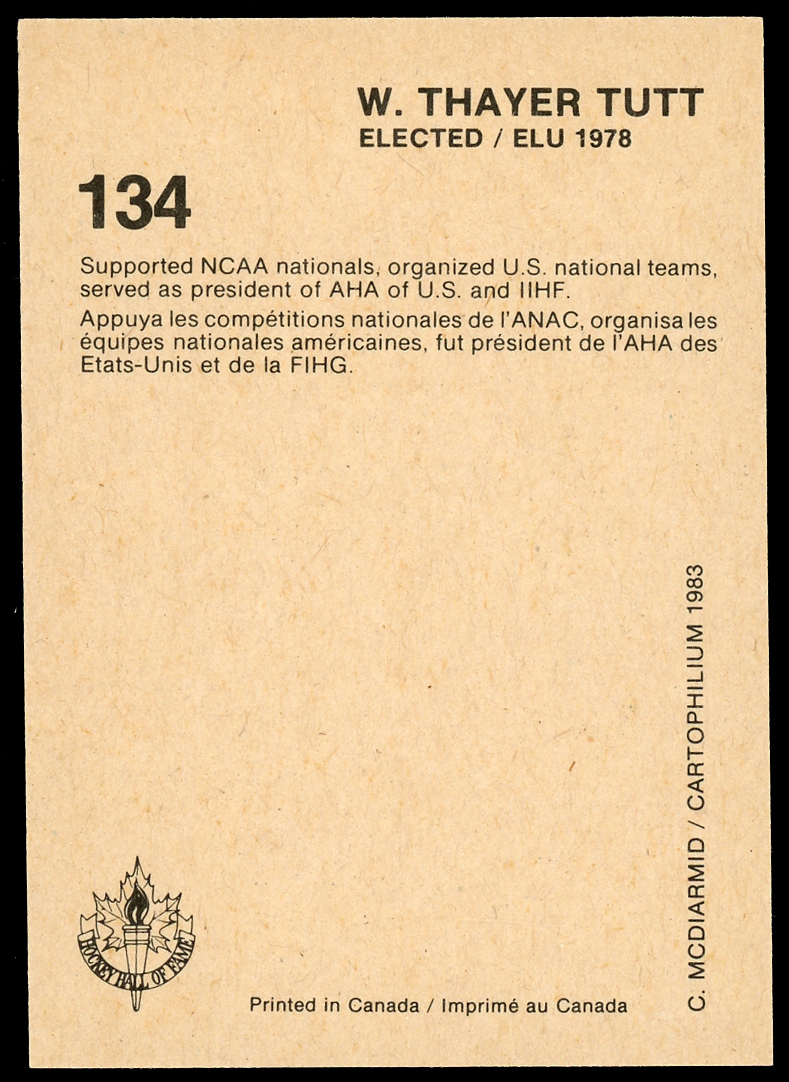 W. THAYER TUTT
ELECTED / ELU 1978
134
Supported NCAA nationals, organized U.S. national teams,
served as president of AHA of U.S. and IIHF.
Appuya les compétitions nationales de l'ANAC, organisa les
équipes nationales américaines, fut président de l'AHA des
Etats-Unis et de la FIHG.
C. MCDIARMID / CARTOPHILIUM 1983
HOCKEY HALL OF FAME
Printed in Canada / Imprimé au Canada